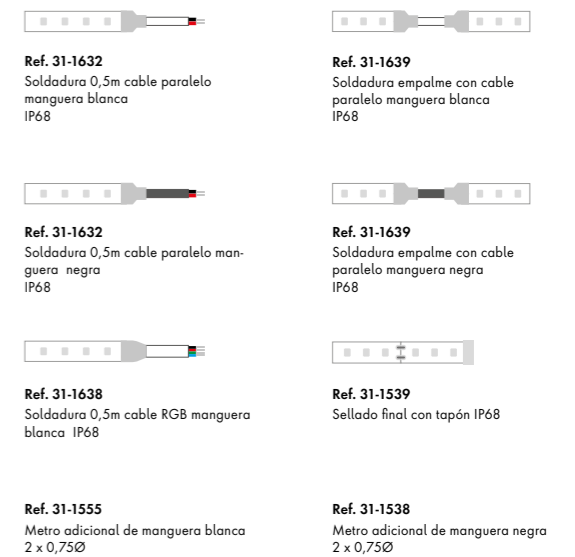 Ref. 31-1632
Soldadura 0,5m cable paralelo
manguera blanca
IP68
Ref. 31-1639
Soldadura empalme con cable
paralelo manguera blanca
IP68
Ref. 31-1632
Soldadura 0,5m cable paralelo man-
guera  negra
IP68
Ref. 31-1639
Soldadura empalme con cable
paralelo manguera negra
IP68
Ref. 31-1638
Soldadura 0,5m cable RGB manguera
blanca  IP68
Ref. 31-1539
Sellado final con tapón IP68
Ref. 31-1555
Metro adicional de manguera blanca
2 x 0,75Ø
Ref. 31-1538
Metro adicional de manguera negra
2 x 0,75Ø